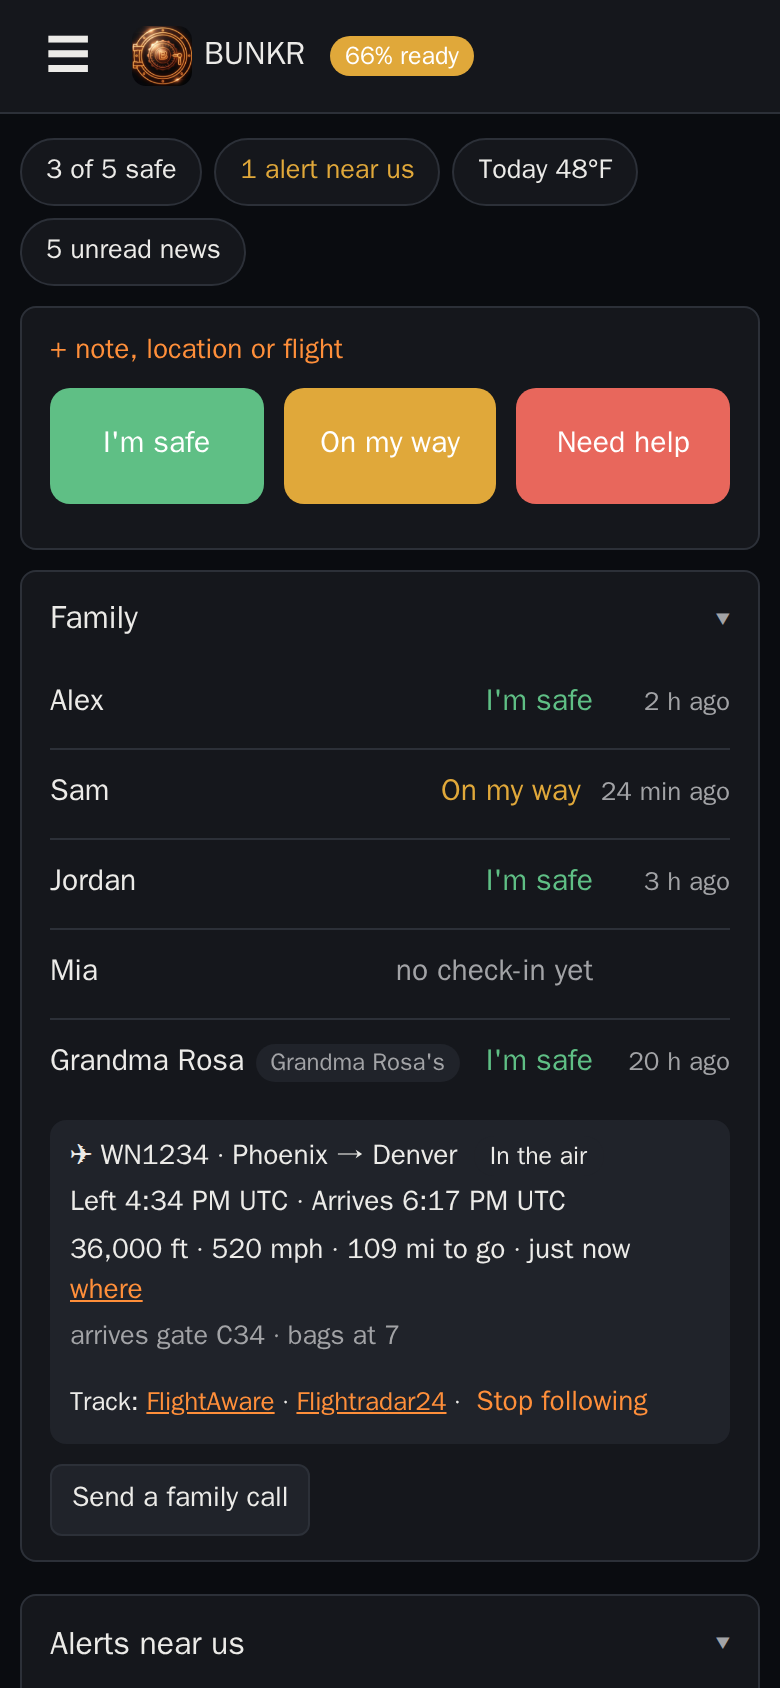 ☰ BUNKR 66% ready
3 of 5 safe 1 alert near us Today 48°F
5 unread news
+ note, location or flight
I'm safe On my way Need help
Family ▼
Alex I'm safe 2 h ago
Sam On my way 24 min ago
Jordan I'm safe 3 h ago
Mia no check-in yet
Grandma Rosa Grandma Rosa's I'm safe 20 h ago
✈ WN1234 · Phoenix → Denver In the air
Left 4:34 PM UTC · Arrives 6:17 PM UTC
36,000 ft · 520 mph · 109 mi to go · just now
where
arrives gate C34 · bags at 7
Track: FlightAware · Flightradar24 · Stop following
Send a family call
Alerts near us ▼